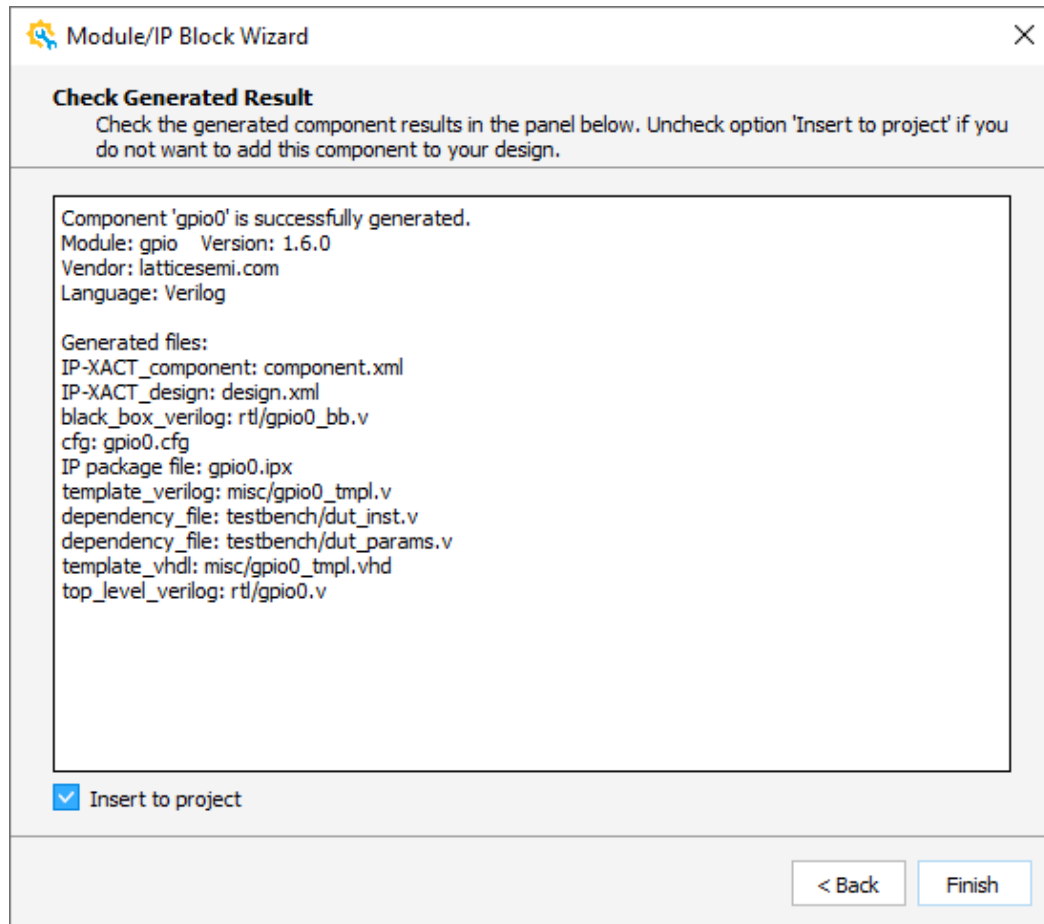 Module/IP Block Wizard
Check Generated Result
Check the generated component results in the panel below. Uncheck option 'Insert to project' if you
do not want to add this component to your design.
Component 'gpio0' is successfully generated.
Module: gpio    Version: 1.6.0
Vendor: latticesemi.com
Language: Verilog
Generated files:
IP-XACT_component: component.xml
IP-XACT_design: design.xml
black_box_verilog: rtl/gpio0_bb.v
cfg: gpio0.cfg
IP package file: gpio0.ipx
template_verilog: misc/gpio0_tmpl.v
dependency_file: testbench/dut_inst.v
dependency_file: testbench/dut_params.v
template_vhdl: misc/gpio0_tmpl.vhd
top_level_verilog: rtl/gpio0.v
Insert to project
< Back
Finish